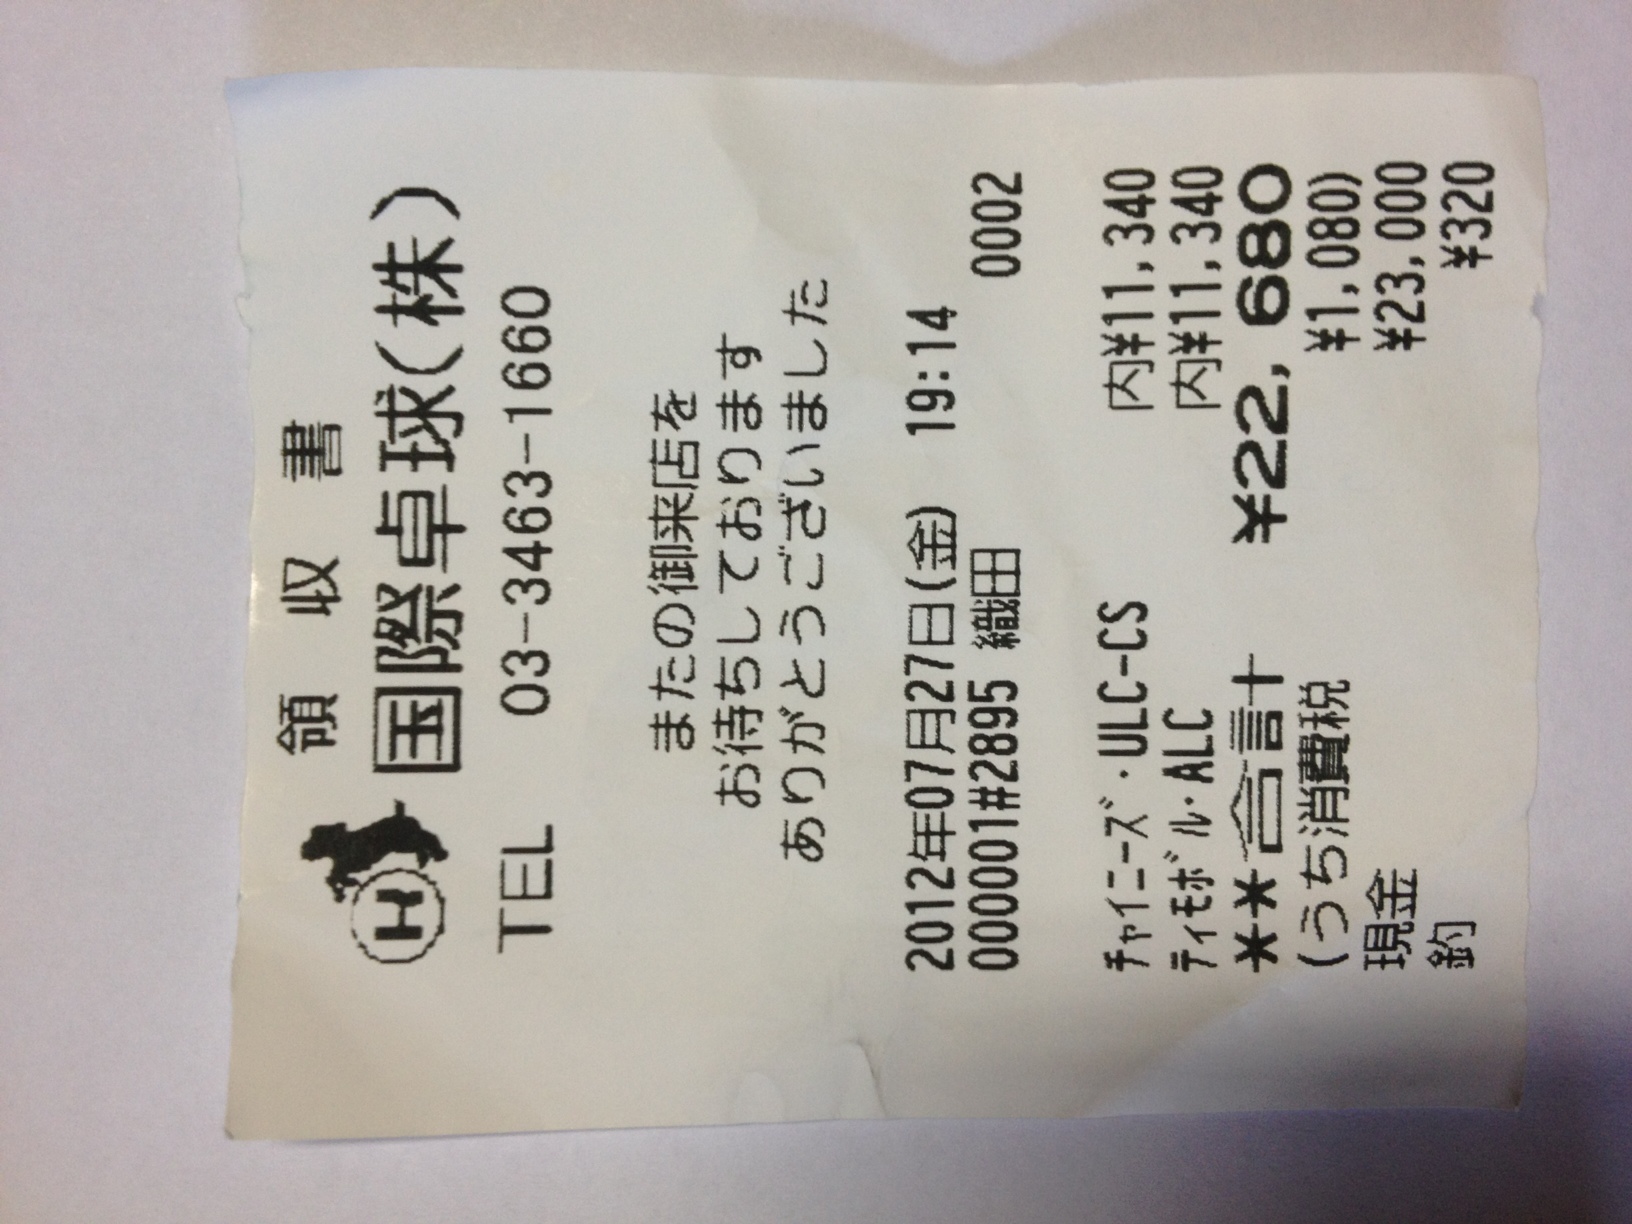 領収書
H 国際卓球(株)
TEL 03-3463-1660
またの御来店を
お待ちしております
ありがとうございました
2012年07月27日(金) 19:14
000001#2895 織田 0002
ﾁｬｲﾆｰｽﾞ･ULC-CS 内¥11,340
ﾃｨﾓﾎﾞﾙ･ALC 内¥11,340
**合計 ¥22,680
(うち消費税 ¥1,080)
現金 ¥23,000
釣 ¥320